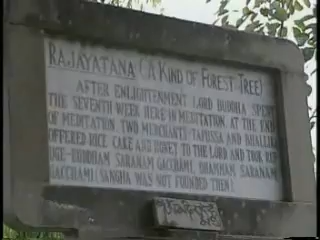 RAJAYATANA (A KIND OF FOREST TREE)
AFTER ENLIGHTENMENT LORD BUDDHA SPENT
THE SEVENTH WEEK HERE IN MEDITATION. AT THE END
OF MEDITATION, TWO MERCHANTS-TAPUSSA AND BHALLIKA
OFFERED RICE CAKE AND HONEY TO THE LORD AND TOOK REF
UGE-BUDDHAM SARANAM GACCHAMI, DHAMMAM SARANAM
GACCHAMI (SANGHA WAS NOT FOUNDED THEN).